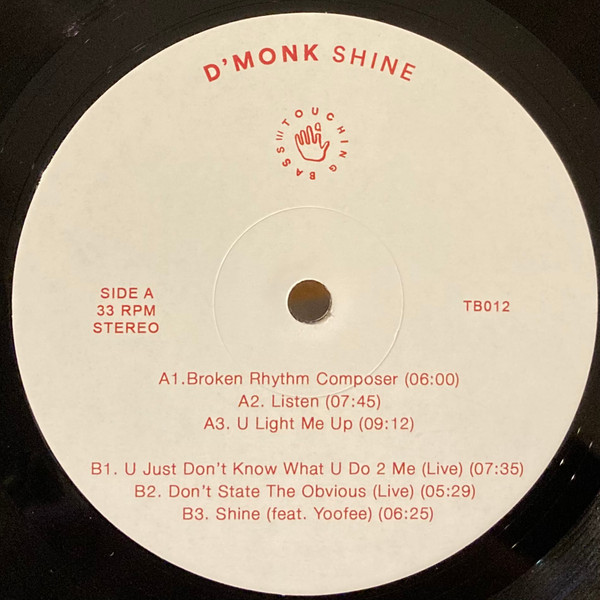 D'MONK SHINE
TOUCHING BASS///
SIDE A
33 RPM
STEREO
TB012
A1.Broken Rhythm Composer (06:00)
A2. Listen (07:45)
A3. U Light Me Up (09:12)
B1. U Just Don't Know What U Do 2 Me (Live) (07:35)
B2. Don't State The Obvious (Live) (05:29)
B3. Shine (feat. Yoofee) (06:25)